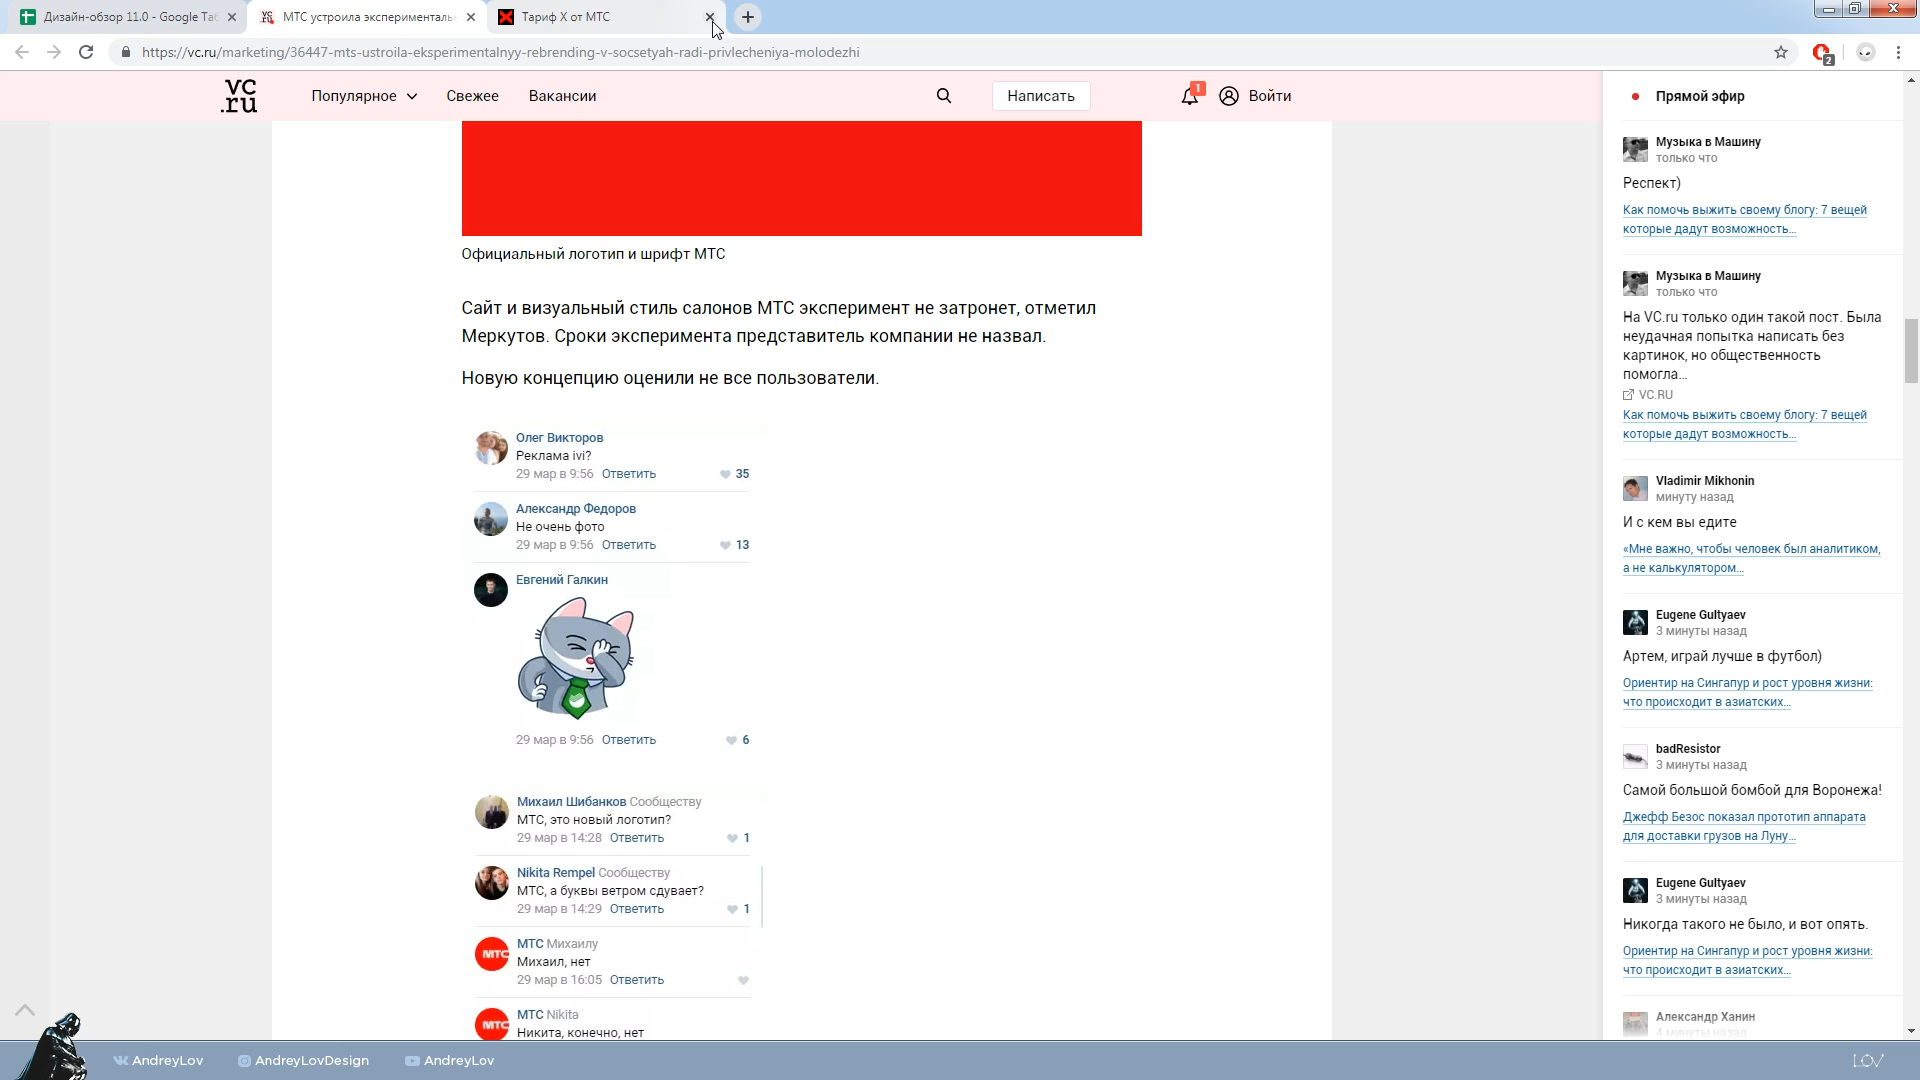 Дизайн-обзор 11.0 - Google Таб
МТС устроила эксперименталь
Тариф X от МТС
https://vc.ru/marketing/36447-mts-ustroila-eksperimentalnyy-rebrending-v-socsetyah-radi-privlecheniya-molodezhi
2
vc
.ru
Популярное
Свежее
Вакансии
Написать
1
Войти
Официальный логотип и шрифт МТС
Сайт и визуальный стиль салонов МТС эксперимент не затронет, отметил
Меркутов. Сроки эксперимента представитель компании не назвал.
Новую концепцию оценили не все пользователи.
Олег Викторов
Реклама ivi?
29 мар в 9:56 Ответить 35
Александр Федоров
Не очень фото
29 мар в 9:56 Ответить 13
Евгений Галкин
29 мар в 9:56 Ответить 6
Михаил Шибанков Сообществу
МТС, это новый логотип?
29 мар в 14:28 Ответить 1
Nikita Rempel Сообществу
МТС, а буквы ветром сдувает?
29 мар в 14:29 Ответить 1
МТС
МТС Михаилу
Михаил, нет
29 мар в 16:05 Ответить
МТС
МТС Nikita
Никита, конечно, нет
Прямой эфир
Музыка в Машину
только что
Респект)
Как помочь выжить своему блогу: 7 вещей
которые дадут возможность…
Музыка в Машину
только что
На VC.ru только один такой пост. Была
неудачная попытка написать без
картинок, но общественность
помогла…
VC.RU
Как помочь выжить своему блогу: 7 вещей
которые дадут возможность…
Vladimir Mikhonin
минуту назад
И с кем вы едите
«Мне важно, чтобы человек был аналитиком,
а не калькулятором…
Eugene Gultyaev
3 минуты назад
Артем, играй лучше в футбол)
Ориентир на Сингапур и рост уровня жизни:
что происходит в азиатских…
badResistor
3 минуты назад
Самой большой бомбой для Воронежа!
Джефф Безос показал прототип аппарата
для доставки грузов на Луну…
Eugene Gultyaev
3 минуты назад
Никогда такого не было, и вот опять.
Ориентир на Сингапур и рост уровня жизни:
что происходит в азиатских…
Александр Ханин
4 минуты назад
AndreyLov
AndreyLovDesign
AndreyLov
LOV